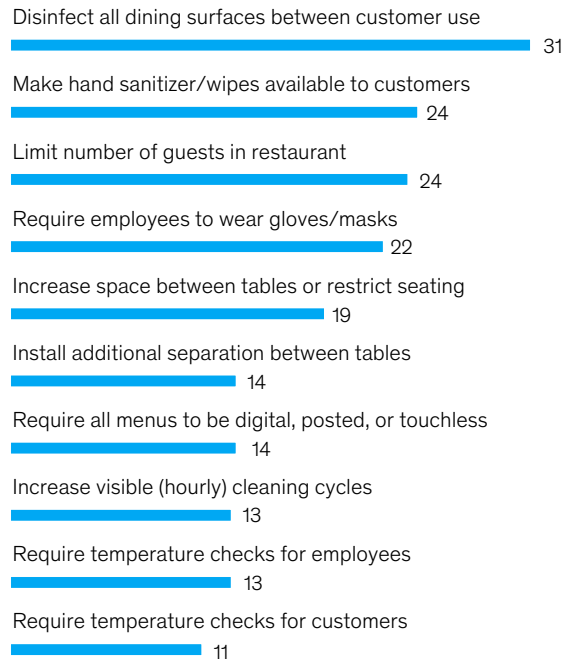 Disinfect all dining surfaces between customer use
31
Make hand sanitizer/wipes available to customers
24
Limit number of guests in restaurant
24
Require employees to wear gloves/masks
22
Increase space between tables or restrict seating
19
Install additional separation between tables
14
Require all menus to be digital, posted, or touchless
14
Increase visible (hourly) cleaning cycles
13
Require temperature checks for employees
13
Require temperature checks for customers
11